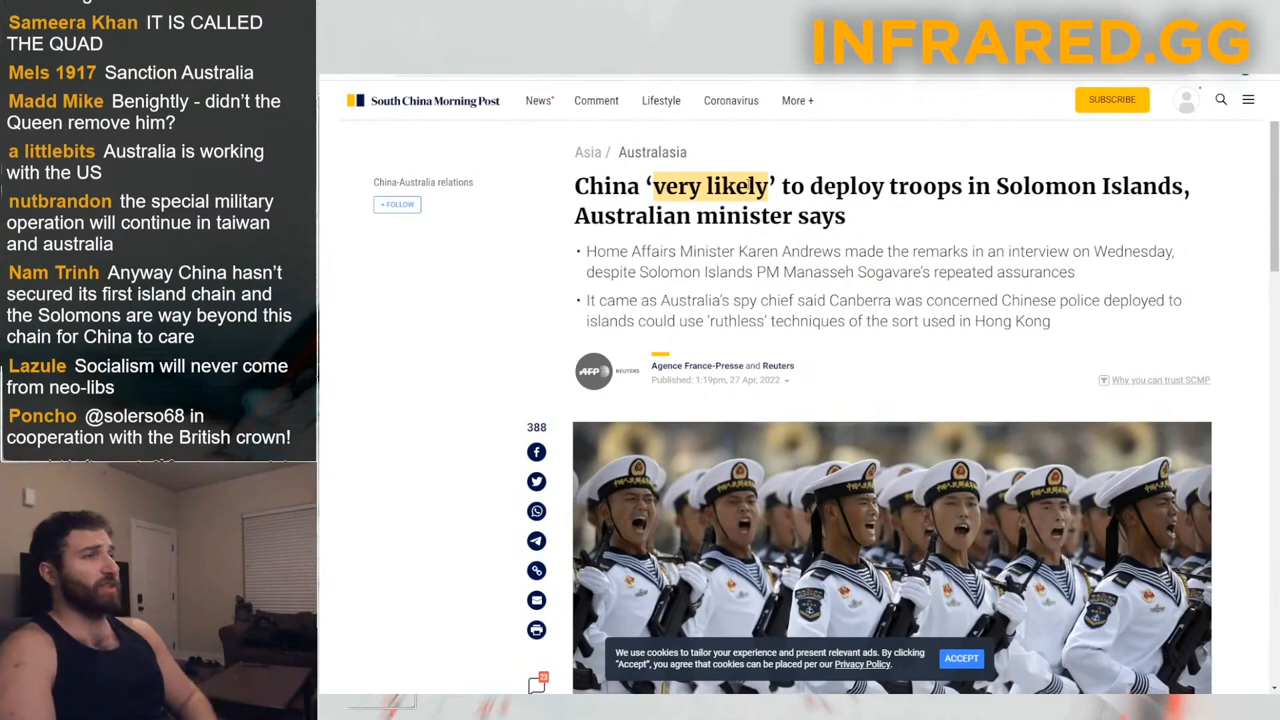 Sameera Khan IT IS CALLED
THE QUAD
Mels 1917 Sanction Australia
Madd Mike Benightly - didn't the
Queen remove him?
a littlebits Australia is working
with the US
nutbrandon the special military
operation will continue in taiwan
and australia
Nam Trinh Anyway China hasn't
secured its first island chain and
the Solomons are way beyond this
chain for China to care
Lazule Socialism will never come
from neo-libs
Poncho @solerso68 in
cooperation with the British crown!
INFRARED.GG
South China Morning Post
News Comment Lifestyle Coronavirus More +
SUBSCRIBE
Asia / Australasia
China-Australia relations
+ FOLLOW
China ‘very likely’ to deploy troops in Solomon Islands,
Australian minister says
• Home Affairs Minister Karen Andrews made the remarks in an interview on Wednesday,
despite Solomon Islands PM Manasseh Sogavare's repeated assurances
• It came as Australia's spy chief said Canberra was concerned Chinese police deployed to
islands could use ‘ruthless’ techniques of the sort used in Hong Kong
AFP
REUTERS
Agence France-Presse and Reuters
Published: 1:19pm, 27 Apr, 2022
Why you can trust SCMP
388
23
We use cookies to tailor your experience and present relevant ads. By clicking
"Accept", you agree that cookies can be placed per our Privacy Policy.
ACCEPT